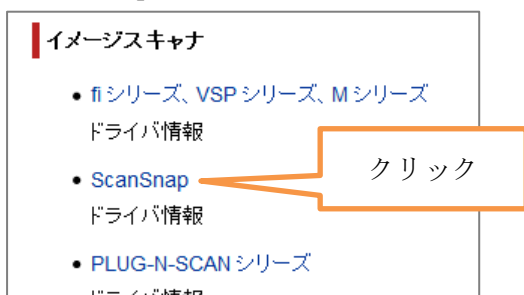 イメージスキャナ
• fi シリーズ、VSP シリーズ、M シリーズ
ドライバ情報
• ScanSnap
クリック
ドライバ情報
• PLUG-N-SCAN シリーズ